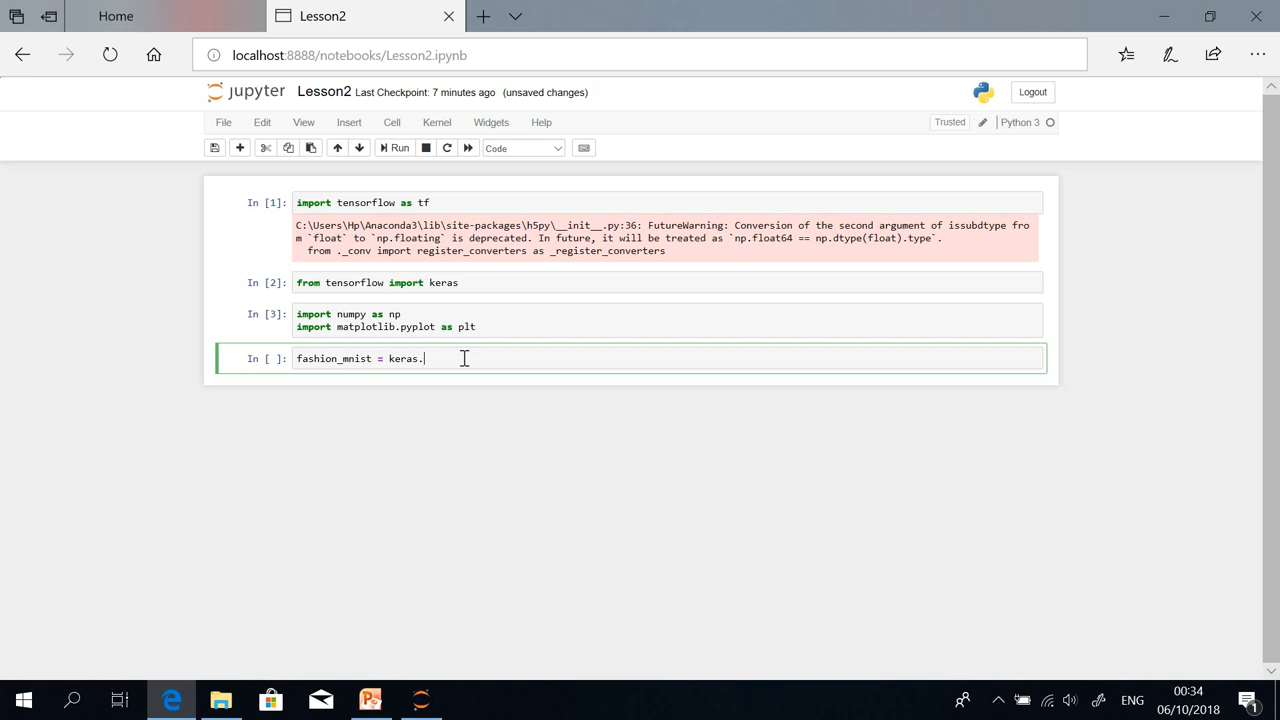 Home
Lesson2
localhost:8888/notebooks/Lesson2.ipynb
jupyter Lesson2 Last Checkpoint: 7 minutes ago (unsaved changes)
Logout
File Edit View Insert Cell Kernel Widgets Help
Trusted
Python 3
Run
Code
In [1]: import tensorflow as tf
C:\Users\Hp\Anaconda3\lib\site-packages\h5py\__init__.py:36: FutureWarning: Conversion of the second argument of issubdtype fro
m `float` to `np.floating` is deprecated. In future, it will be treated as `np.float64 == np.dtype(float).type`.
from ._conv import register_converters as _register_converters
In [2]: from tensorflow import keras
In [3]: import numpy as np
import matplotlib.pyplot as plt
In [ ]: fashion_mnist = keras.
ENG
00:34
06/10/2018
1